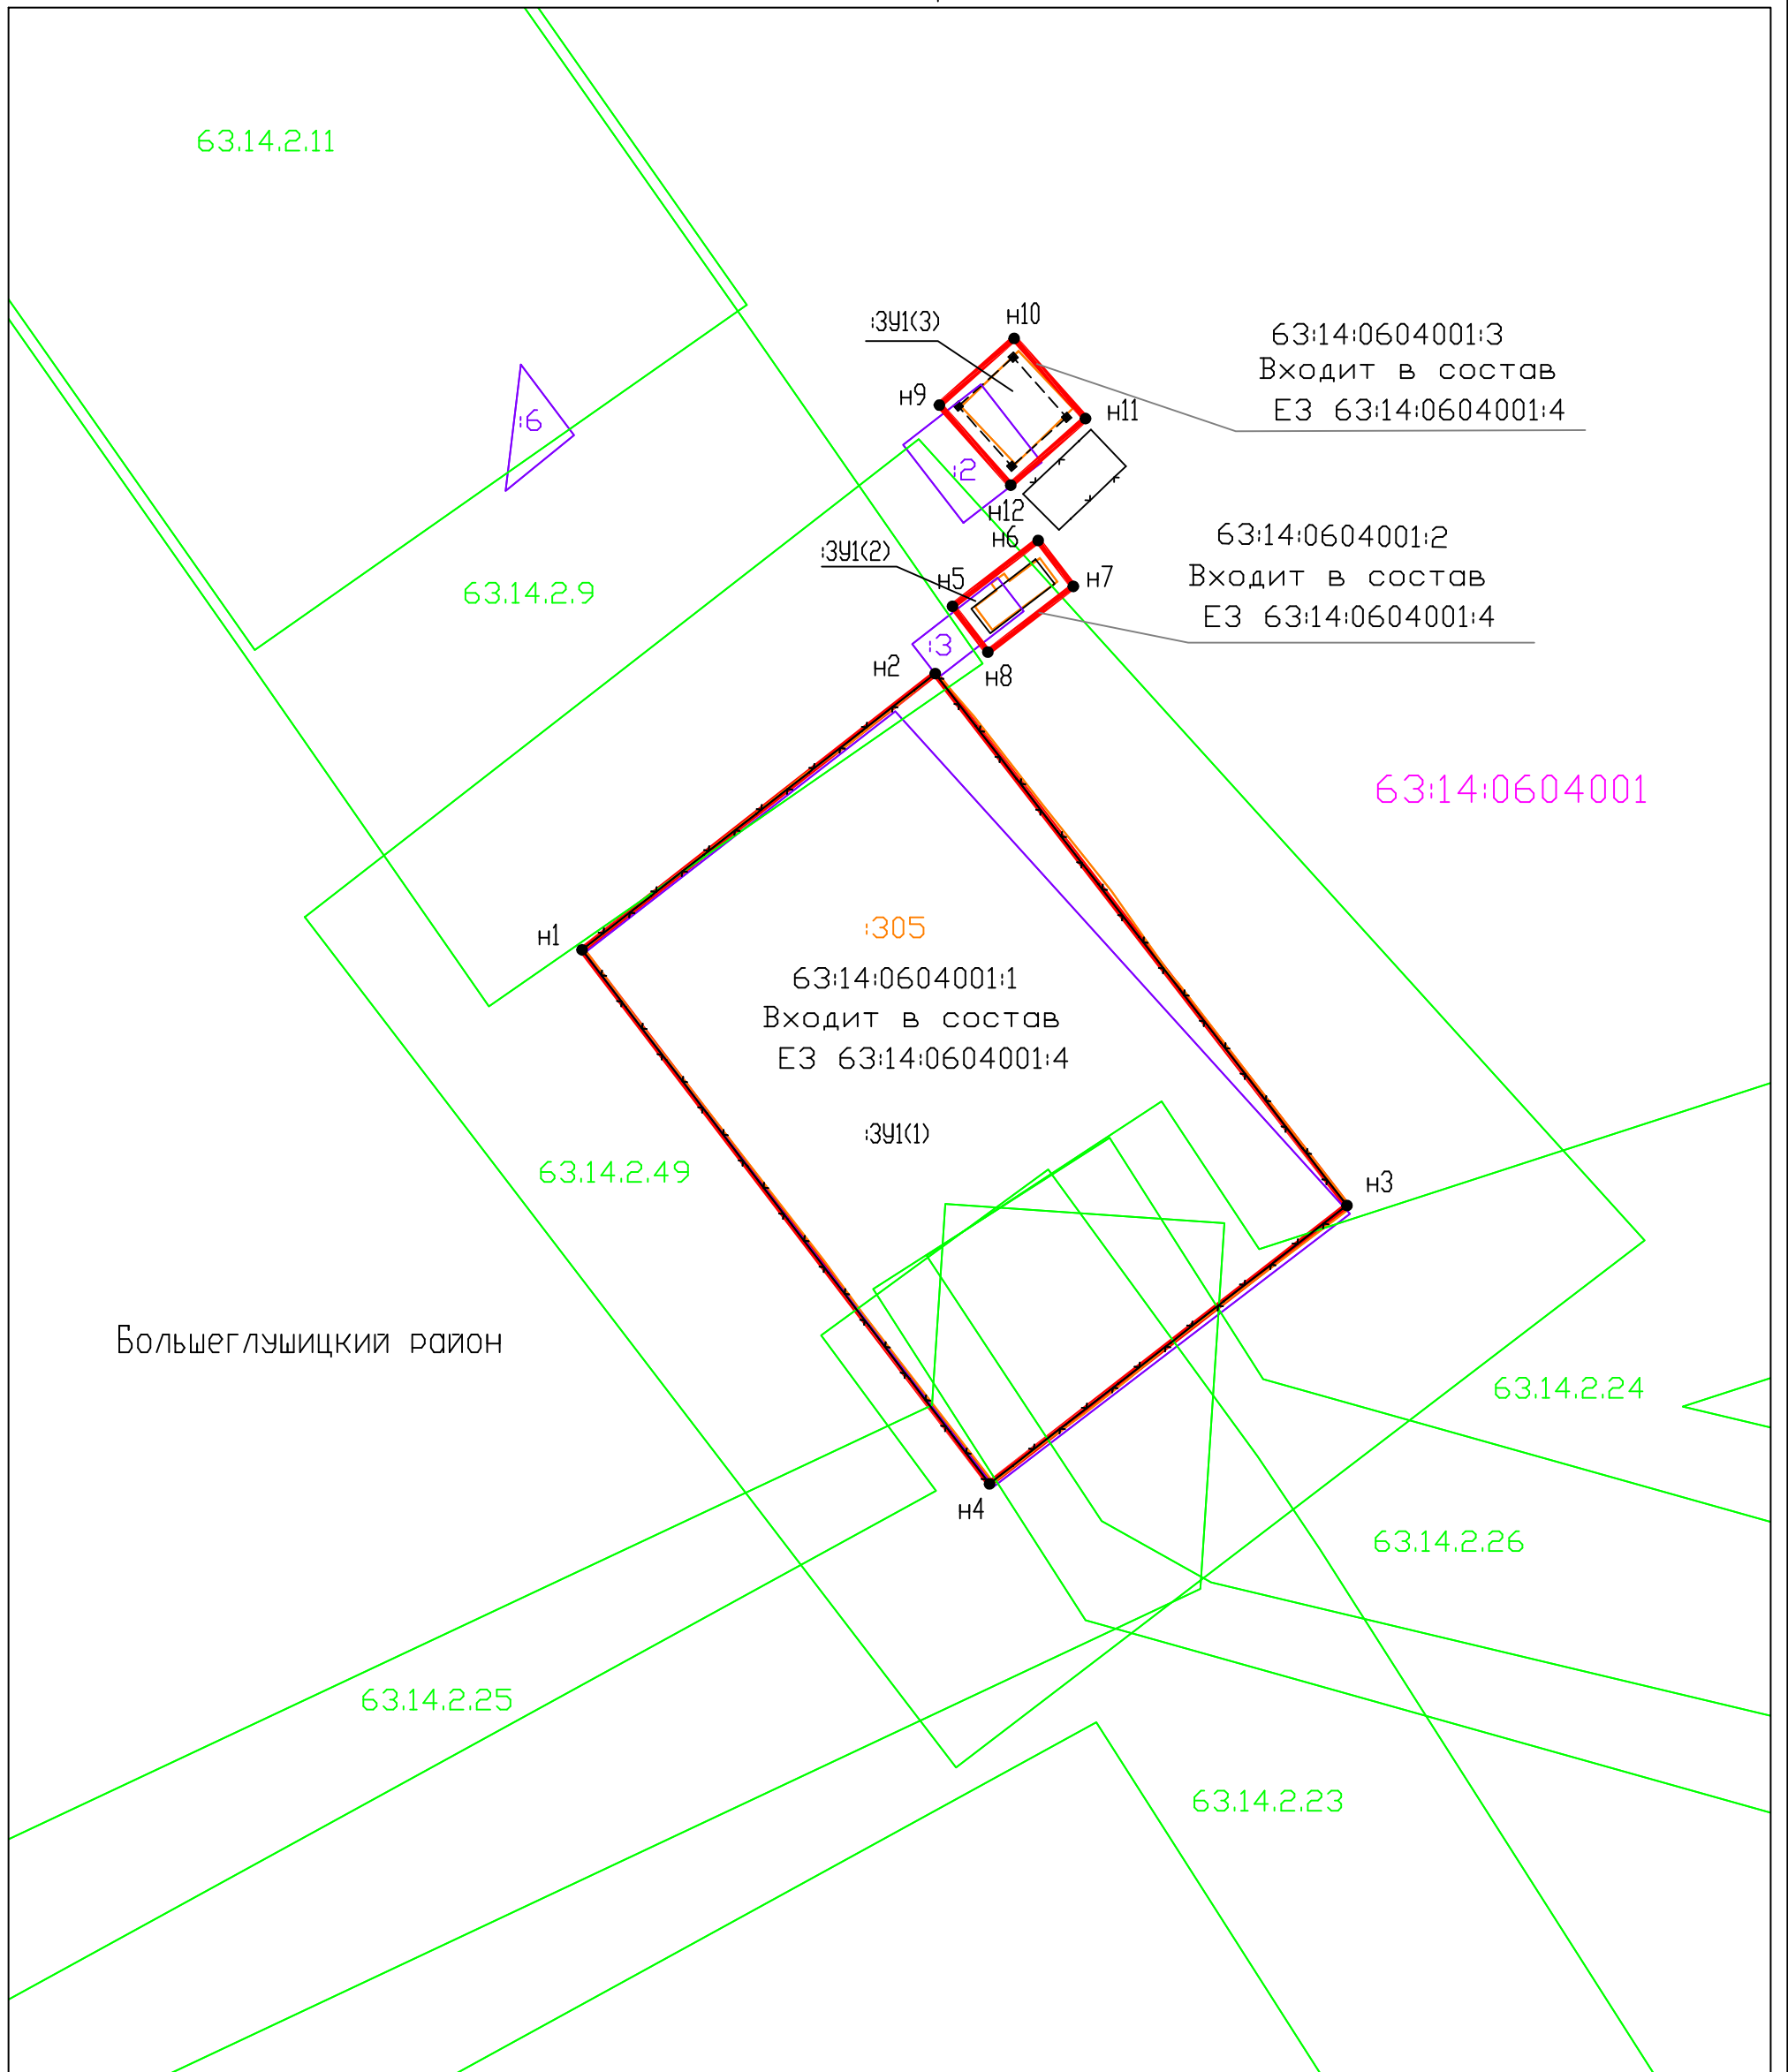 63.14.2.11
:ЗУ1(3)
н10
63:14:0604001:3
Входит в состав
ЕЗ 63:14:0604001:4
н9
н11
:6
:2
н12
н6
63:14:0604001:2
Входит в состав
ЕЗ 63:14:0604001:4
:ЗУ1(2)
н5
н7
63.14.2.9
:3
н2
н8
63:14:0604001
н1
:305
63:14:0604001:1
Входит в состав
ЕЗ 63:14:0604001:4
:ЗУ1(1)
63.14.2.49
н3
Большеглушицкий район
63.14.2.24
н4
63.14.2.26
63.14.2.25
63.14.2.23